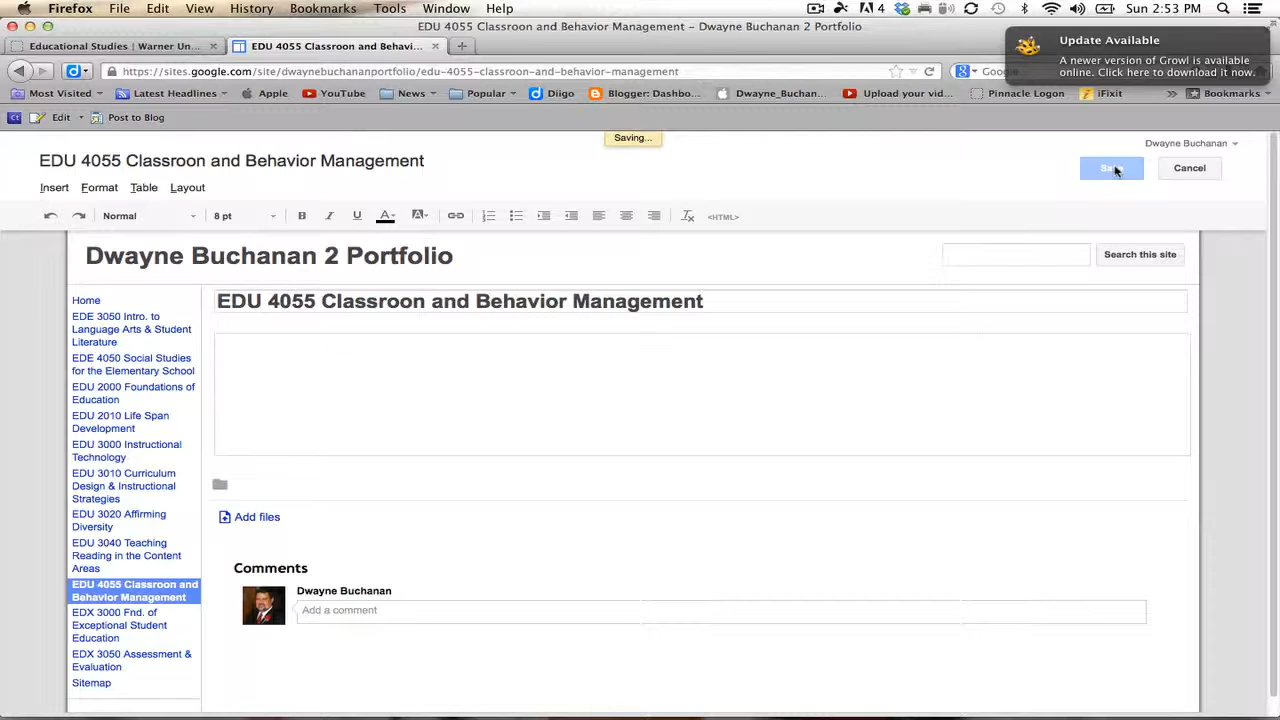 Firefox File Edit View History Bookmarks Tools Window Help 4 Sun 2:53 PM
EDU 4055 Classroon and Behavior Management – Dwayne Buchanan 2 Portfolio
Educational Studies | Warner Un... EDU 4055 Classroon and Behavi...
Update Available
A newer version of Growl is available
online. Click here to download it now.
https://sites.google.com/site/dwaynebuchananportfolio/edu-4055-classroon-and-behavior-management
Google
Most Visited Latest Headlines Apple YouTube News Popular Diigo Blogger: Dashbo... Dwayne_Buchan... Upload your vid... Pinnacle Logon iFixit Bookmarks
Edit Post to Blog
Saving...
Dwayne Buchanan
EDU 4055 Classroon and Behavior Management
Cancel
Insert Format Table Layout
Normal 8 pt B I U A A <HTML>
Dwayne Buchanan 2 Portfolio
Search this site
EDU 4055 Classroon and Behavior Management
Home
EDE 3050 Intro. to
Language Arts & Student
Literature
EDE 4050 Social Studies
for the Elementary School
EDU 2000 Foundations of
Education
EDU 2010 Life Span
Development
EDU 3000 Instructional
Technology
EDU 3010 Curriculum
Design & Instructional
Strategies
EDU 3020 Affirming
Diversity
EDU 3040 Teaching
Reading in the Content
Areas
EDU 4055 Classroon and
Behavior Management
EDX 3000 Fnd. of
Exceptional Student
Education
EDX 3050 Assessment &
Evaluation
Sitemap
Add files
Comments
Dwayne Buchanan
Add a comment